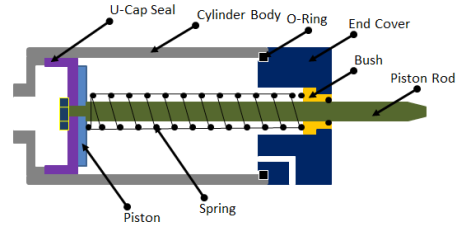 U-Cap Seal
Cylinder Body
O-Ring
End Cover
Bush
Piston Rod
Piston
Spring